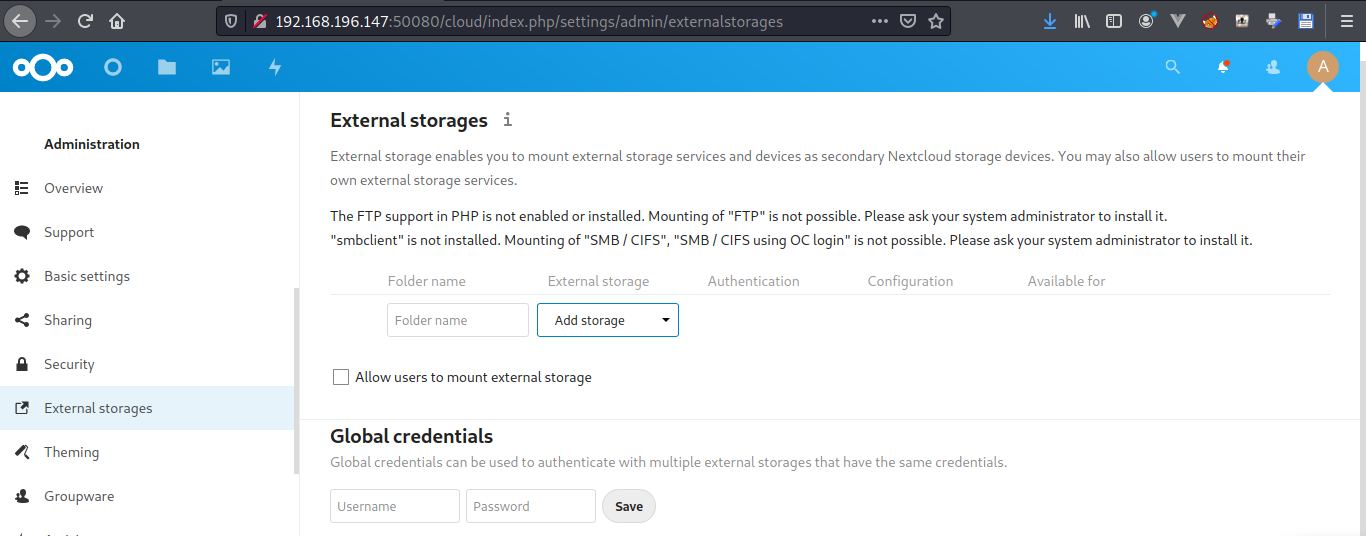 192.168.196.147:50080/cloud/index.php/settings/admin/externalstorages
A
Administration
Overview
Support
Basic settings
Sharing
Security
External storages
Theming
Groupware
External storages i
External storage enables you to mount external storage services and devices as secondary Nextcloud storage devices. You may also allow users to mount their
own external storage services.
The FTP support in PHP is not enabled or installed. Mounting of "FTP" is not possible. Please ask your system administrator to install it.
"smbclient" is not installed. Mounting of "SMB / CIFS", "SMB / CIFS using OC login" is not possible. Please ask your system administrator to install it.
Folder name External storage Authentication Configuration Available for
Folder name Add storage
Allow users to mount external storage
Global credentials
Global credentials can be used to authenticate with multiple external storages that have the same credentials.
Username Password Save